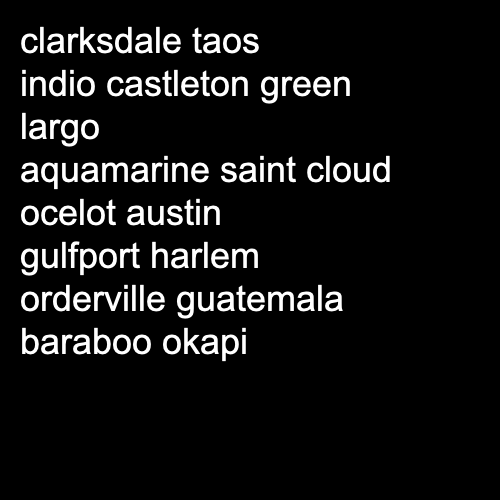 clarksdale taos
indio castleton green
largo
aquamarine saint cloud
ocelot austin
gulfport harlem
orderville guatemala
baraboo okapi